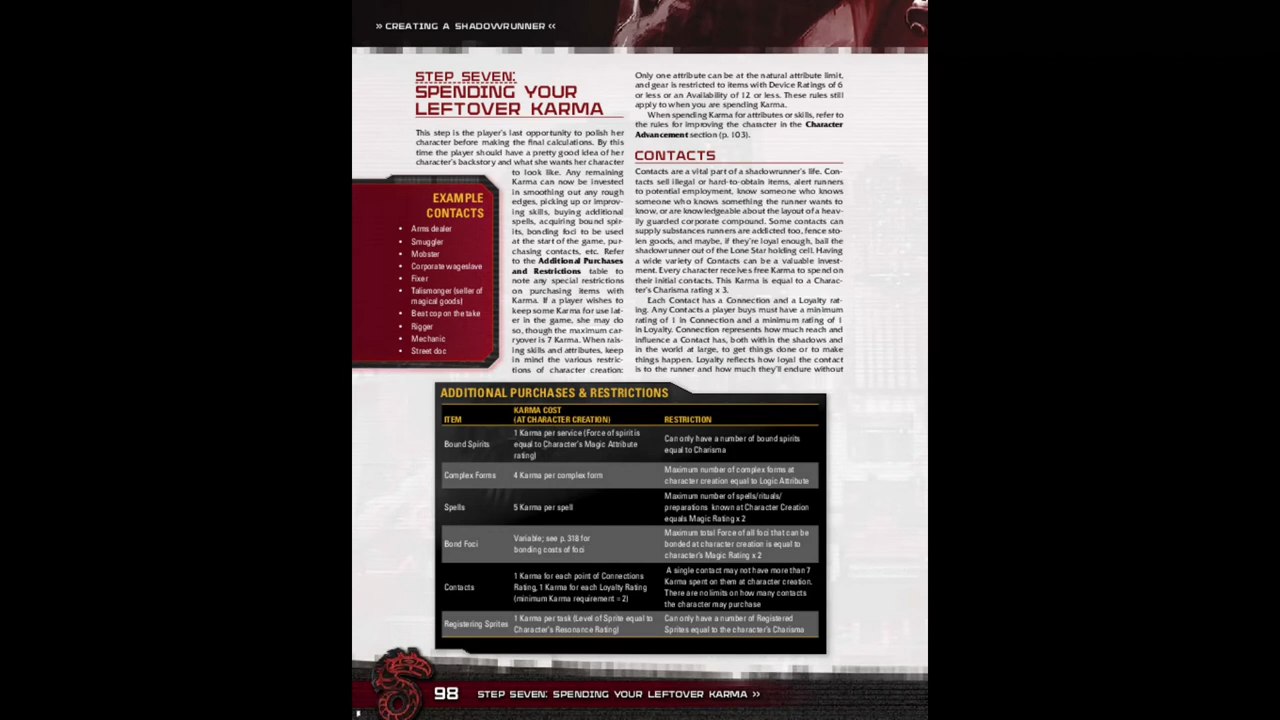 » CREATING A SHADOWRUNNER «
STEP SEVEN:
SPENDING YOUR
LEFTOVER KARMA
This step is the player's last opportunity to polish her
character before making the final calculations. By this
time the player should have a pretty good idea of her
character's backstory and what she wants her character
to look like. Any remaining
Karma can now be invested
in smoothing out any rough
edges, picking up or improv-
ing skills, buying additional
spells, acquiring bound spir-
its, bonding foci to be used
at the start of the game, pur-
chasing contacts, etc. Refer
to the Additional Purchases
and Restrictions table to
note any special restrictions
on purchasing items with
Karma. If a player wishes to
keep some Karma for use lat-
er in the game, she may do
so, though the maximum car-
ryover is 7 Karma. When rais-
ing skills and attributes, keep
in mind the various restric-
tions of character creation:
EXAMPLE
CONTACTS
• Arms dealer
• Smuggler
• Mobster
• Corporate wageslave
• Fixer
• Talismonger (seller of
magical goods)
• Beat cop on the take
• Rigger
• Mechanic
• Street doc
Only one attribute can be at the natural attribute limit,
and gear is restricted to items with Device Ratings of 6
or less or an Availability of 12 or less. These rules still
apply to when you are spending Karma.
When spending Karma for attributes or skills, refer to
the rules for improving the character in the Character
Advancement section (p. 103).
CONTACTS
Contacts are a vital part of a shadowrunner's life. Con-
tacts sell illegal or hard-to-obtain items, alert runners
to potential employment, know someone who knows
someone who knows something the runner wants to
know, or are knowledgeable about the layout of a heav-
ily guarded corporate compound. Some contacts can
supply substances runners are addicted too, fence sto-
len goods, and maybe, if they're loyal enough, bail the
shadowrunner out of the Lone Star holding cell. Having
a wide variety of Contacts can be a valuable invest-
ment. Every character receives free Karma to spend on
their initial contacts. This Karma is equal to a Charac-
ter's Charisma rating x 3.
Each Contact has a Connection and a Loyalty rat-
ing. Any Contacts a player buys must have a minimum
rating of 1 in Connection and a minimum rating of 1
in Loyalty. Connection represents how much reach and
influence a Contact has, both within the shadows and
in the world at large, to get things done or to make
things happen. Loyalty reflects how loyal the contact
is to the runner and how much they'll endure without
ADDITIONAL PURCHASES & RESTRICTIONS
ITEM KARMA COST (AT CHARACTER CREATION) RESTRICTION
Bound Spirits 1 Karma per service (Force of spirit is
equal to Character's Magic Attribute
rating) Can only have a number of bound spirits
equal to Charisma
Complex Forms 4 Karma per complex form Maximum number of complex forms at
character creation equal to Logic Attribute
Spells 5 Karma per spell Maximum number of spells/rituals/
preparations known at Character Creation
equals Magic Rating x 2
Bond Foci Variable; see p. 318 for
bonding costs of foci Maximum total Force of all foci that can be
bonded at character creation is equal to
character's Magic Rating x 2
Contacts 1 Karma for each point of Connections
Rating, 1 Karma for each Loyalty Rating
(minimum Karma requirement = 2) A single contact may not have more than 7
Karma spent on them at character creation.
There are no limits on how many contacts
the character may purchase
Registering Sprites 1 Karma per task (Level of Sprite equal to
Character's Resonance Rating) Can only have a number of Registered
Sprites equal to the character's Charisma
98 STEP SEVEN: SPENDING YOUR LEFTOVER KARMA »